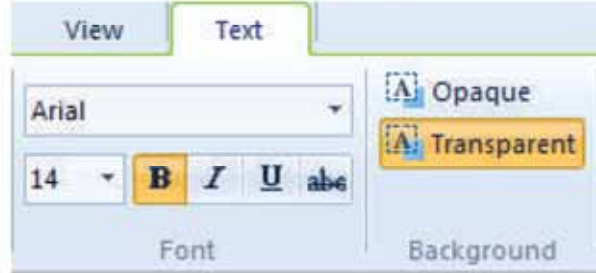 View Text
Arial
14 B I U abc
Font
A Opaque
A Transparent
Background